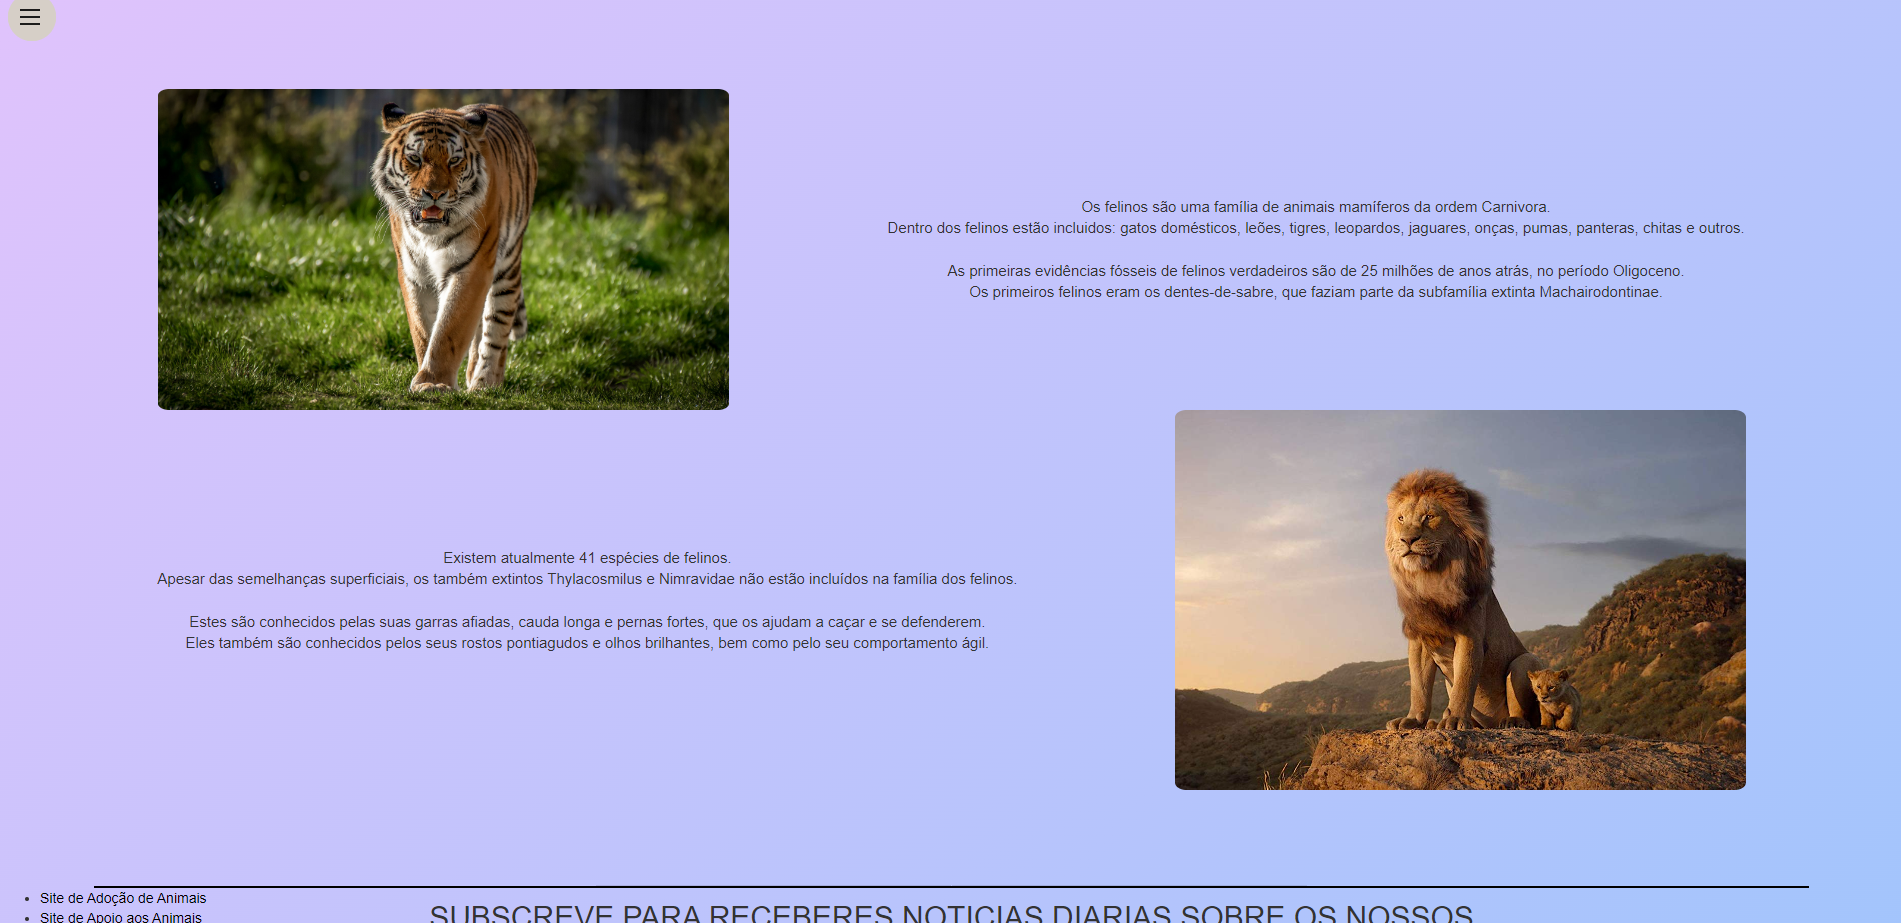 Os felinos são uma família de animais mamíferos da ordem Carnivora.
Dentro dos felinos estão incluidos: gatos domésticos, leões, tigres, leopardos, jaguares, onças, pumas, panteras, chitas e outros.
As primeiras evidências fósseis de felinos verdadeiros são de 25 milhões de anos atrás, no período Oligoceno.
Os primeiros felinos eram os dentes-de-sabre, que faziam parte da subfamília extinta Machairodontinae.
Existem atualmente 41 espécies de felinos.
Apesar das semelhanças superficiais, os também extintos Thylacosmilus e Nimravidae não estão incluídos na família dos felinos.
Estes são conhecidos pelas suas garras afiadas, cauda longa e pernas fortes, que os ajudam a caçar e se defenderem.
Eles também são conhecidos pelos seus rostos pontiagudos e olhos brilhantes, bem como pelo seu comportamento ágil.
Site de Adoção de Animais
Site de Apoio aos Animais
SUBSCREVE PARA RECEBERES NOTICIAS DIARIAS SOBRE OS NOSSOS